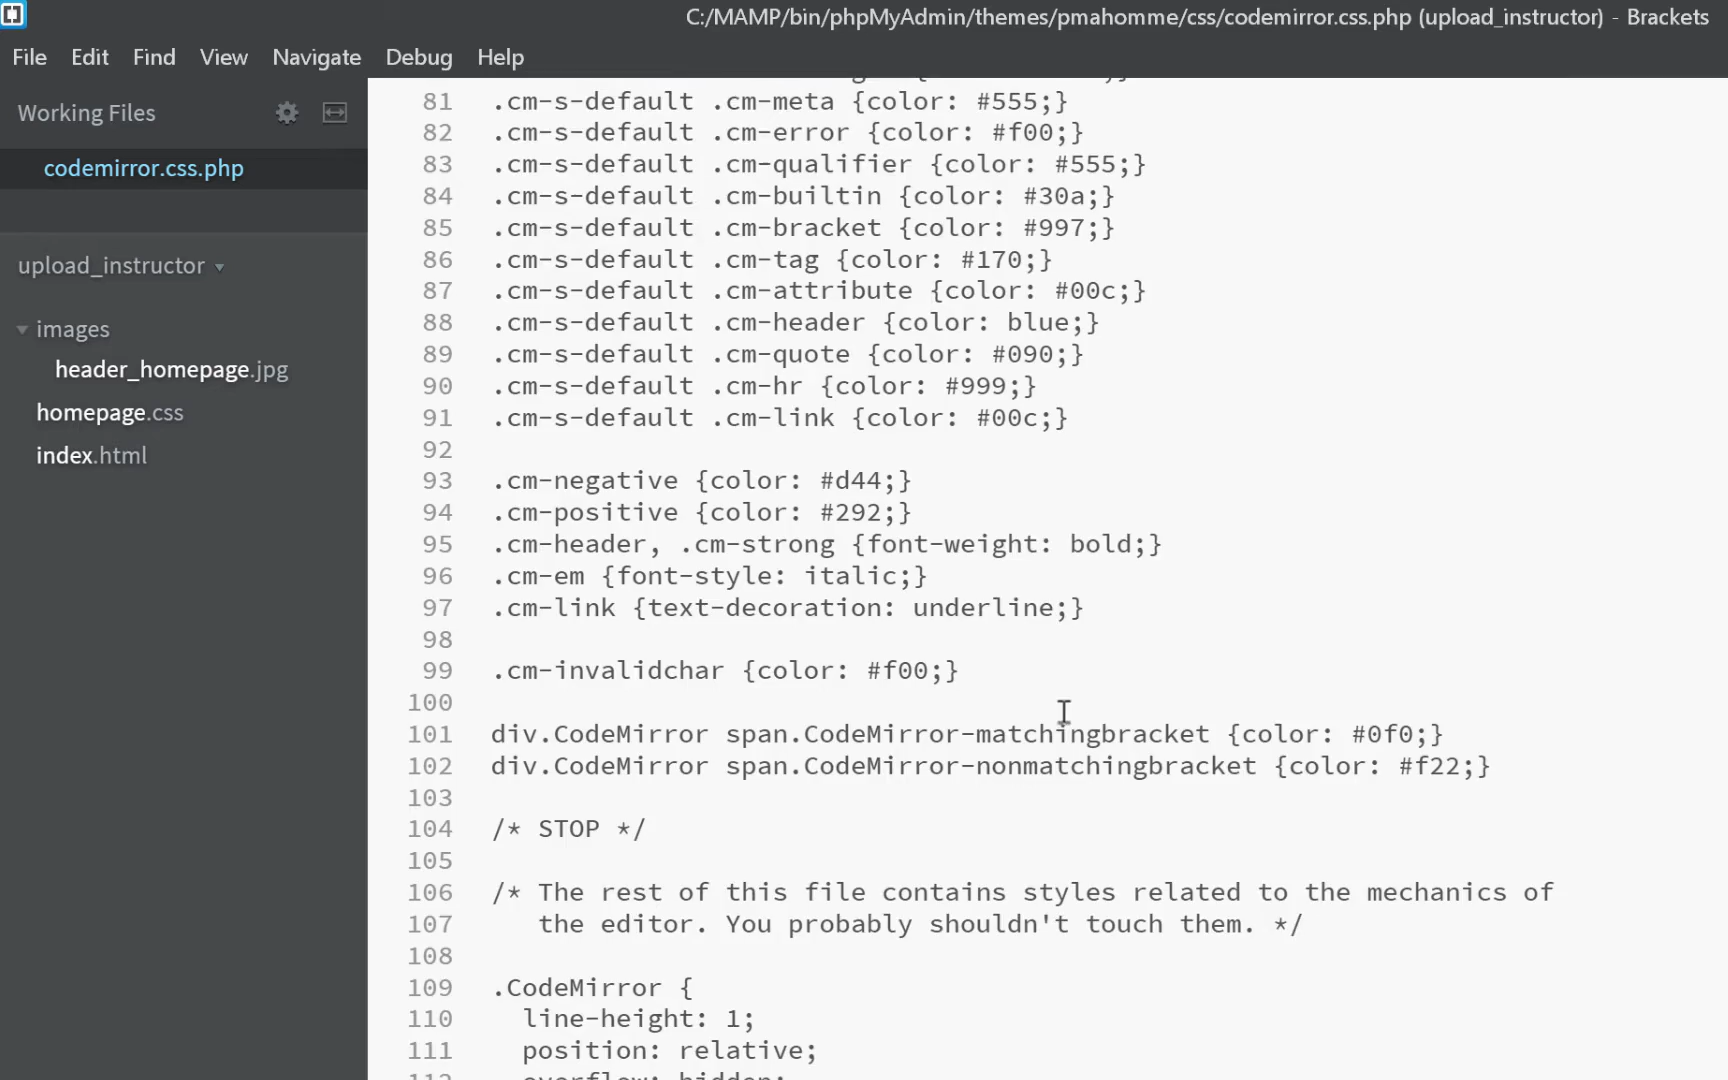 C:/MAMP/bin/phpMyAdmin/themes/pmahomme/css/codemirror.css.php (upload_instructor) - Brackets
File Edit Find View Navigate Debug Help
Working Files
codemirror.css.php
upload_instructor
images
header_homepage.jpg
homepage.css
index.html
81 .cm-s-default .cm-meta {color: #555;}
82 .cm-s-default .cm-error {color: #f00;}
83 .cm-s-default .cm-qualifier {color: #555;}
84 .cm-s-default .cm-builtin {color: #30a;}
85 .cm-s-default .cm-bracket {color: #997;}
86 .cm-s-default .cm-tag {color: #170;}
87 .cm-s-default .cm-attribute {color: #00c;}
88 .cm-s-default .cm-header {color: blue;}
89 .cm-s-default .cm-quote {color: #090;}
90 .cm-s-default .cm-hr {color: #999;}
91 .cm-s-default .cm-link {color: #00c;}
92
93 .cm-negative {color: #d44;}
94 .cm-positive {color: #292;}
95 .cm-header, .cm-strong {font-weight: bold;}
96 .cm-em {font-style: italic;}
97 .cm-link {text-decoration: underline;}
98
99 .cm-invalidchar {color: #f00;}
100
101 div.CodeMirror span.CodeMirror-matchingbracket {color: #0f0;}
102 div.CodeMirror span.CodeMirror-nonmatchingbracket {color: #f22;}
103
104 /* STOP */
105
106 /* The rest of this file contains styles related to the mechanics of
107 the editor. You probably shouldn't touch them. */
108
109 .CodeMirror {
110 line-height: 1;
111 position: relative;
112 overflow: hidden;